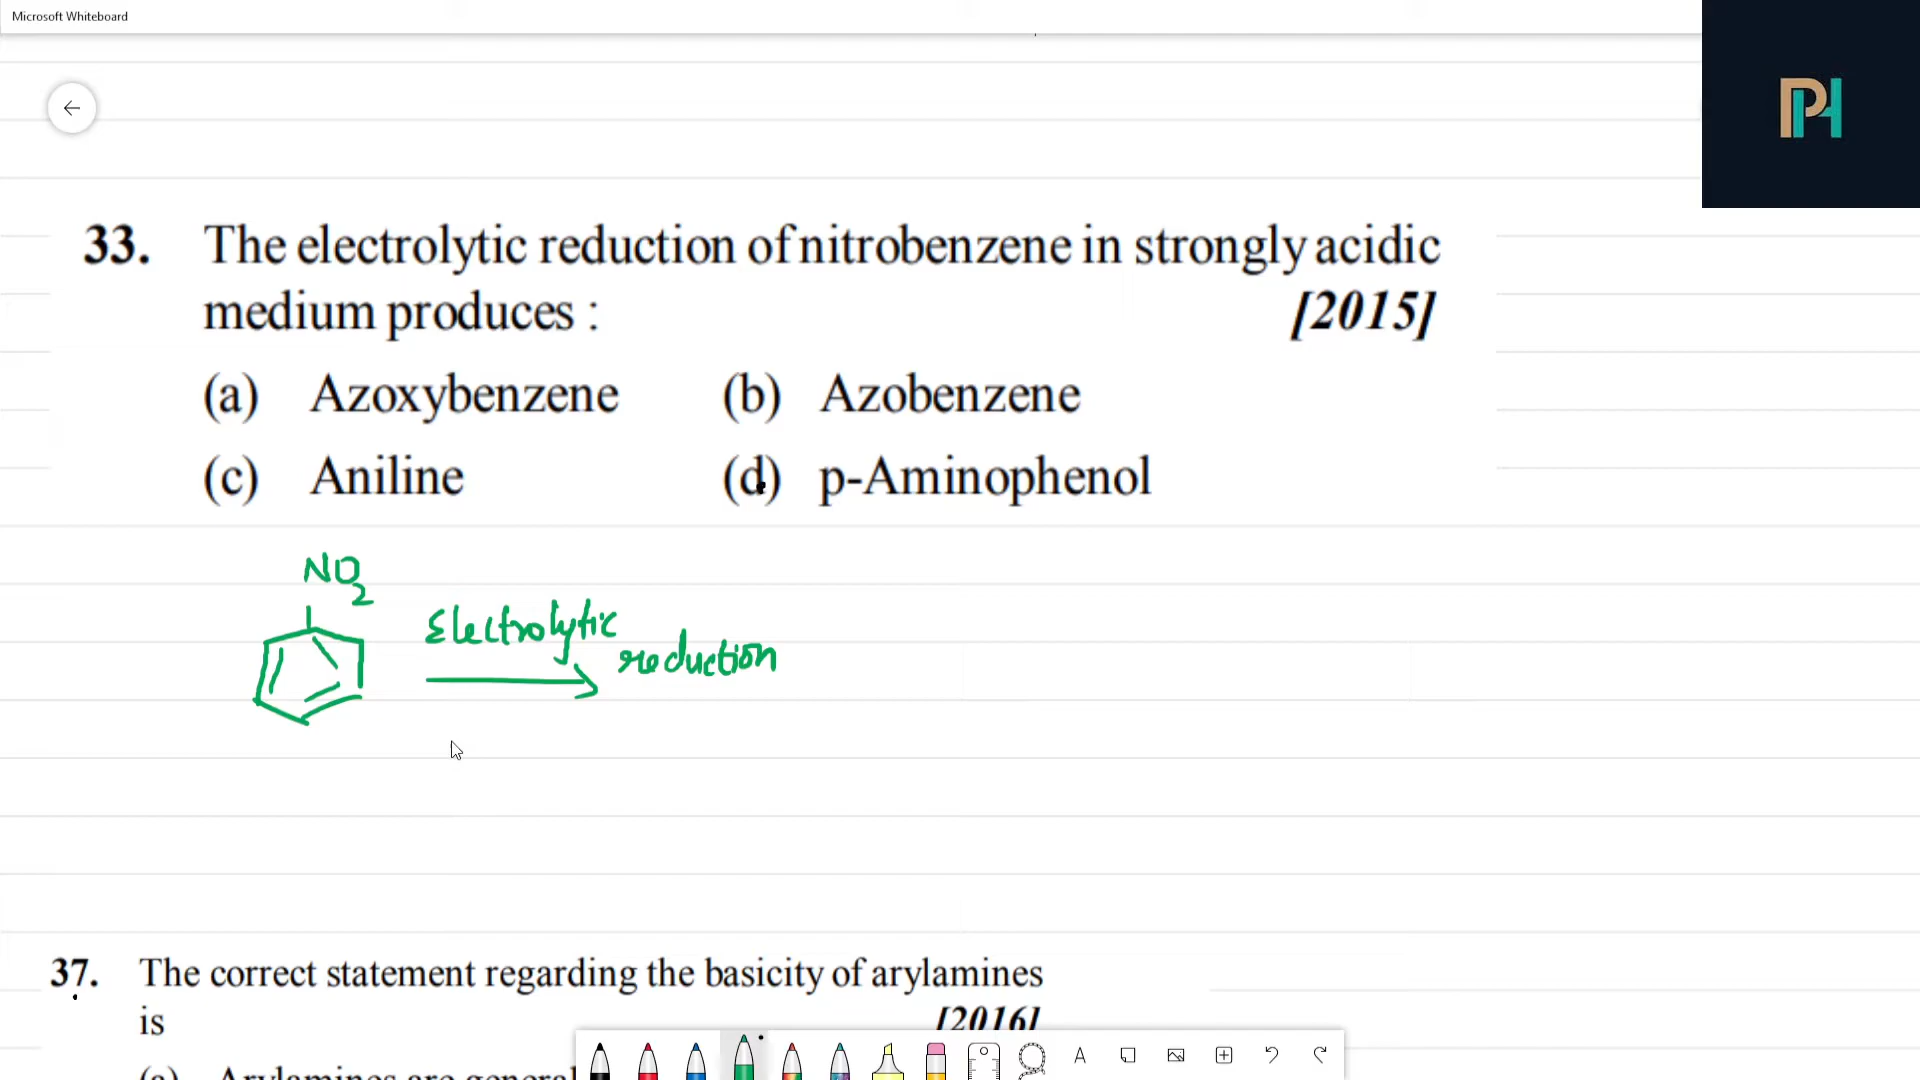 Microsoft Whiteboard
PH
33. The electrolytic reduction of nitrobenzene in strongly acidic
medium produces : [2015]
(a) Azoxybenzene (b) Azobenzene
(c) Aniline (d) p-Aminophenol
NO2
Electrolytic
reduction
37. The correct statement regarding the basicity of arylamines
is [2016]
A